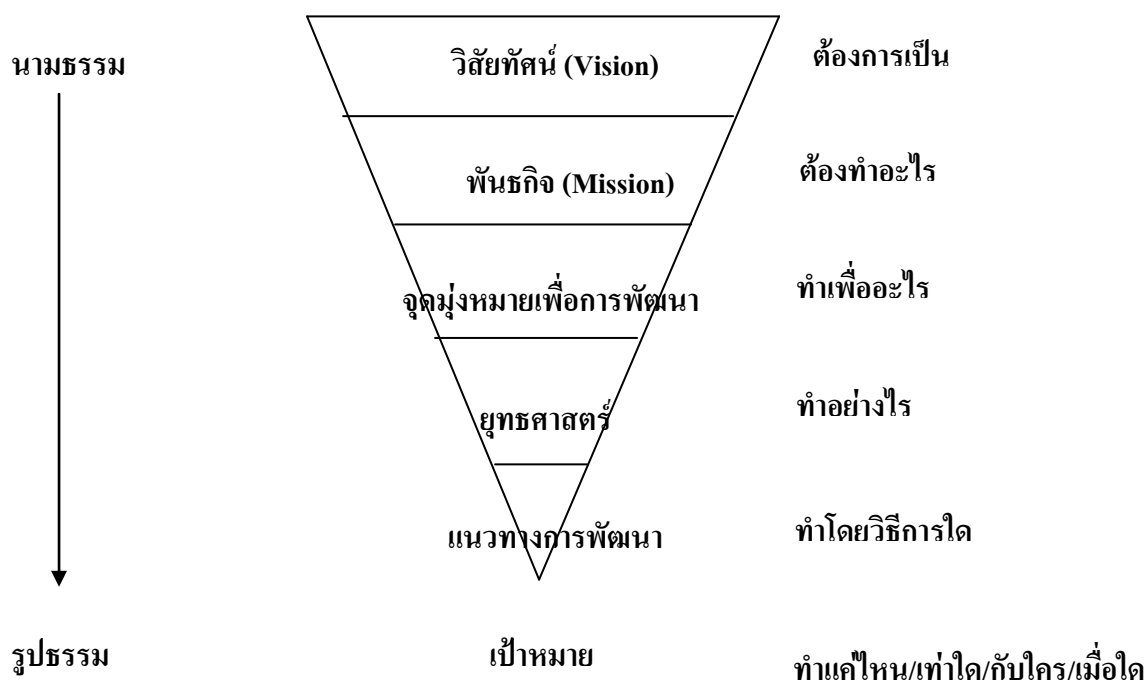 นามธรรม
วิสัยทัศน์ (Vision)
ต้องการเป็น
พันธกิจ (Mission)
ต้องทำอะไร
จุดมุ่งหมายเพื่อการพัฒนา
ทำเพื่ออะไร
ยุทธศาสตร์
ทำอย่างไร
แนวทางการพัฒนา
ทำโดยวิธีการใด
รูปธรรม
เป้าหมาย
ทำแค่ไหน/เท่าใด/กับใคร/เมื่อใด